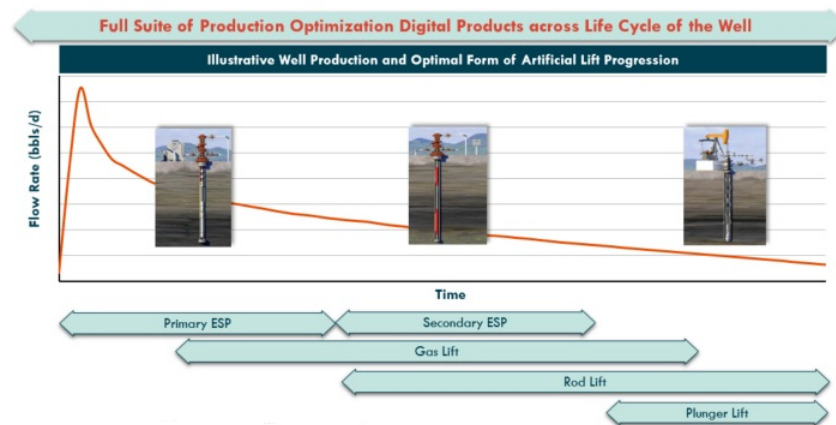 Full Suite of Production Optimization Digital Products across Life Cycle of the Well
Illustrative Well Production and Optimal Form of Artificial Lift Progression
Flow Rate (bbls/d)
Time
Primary ESP
Secondary ESP
Gas Lift
Rod Lift
Plunger Lift